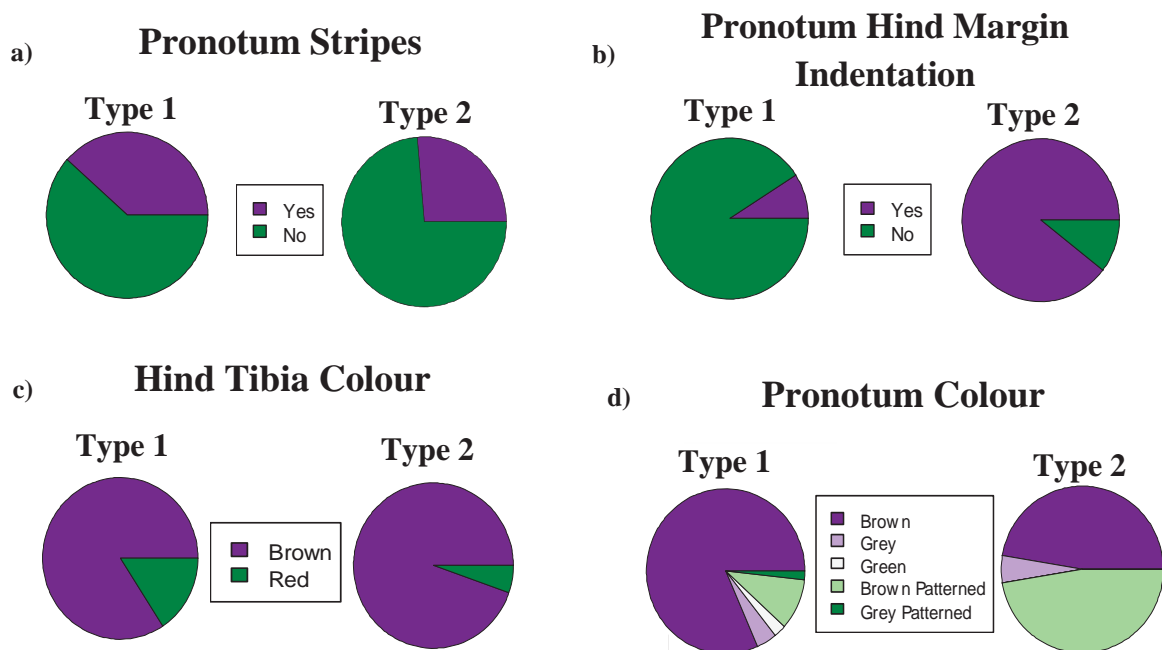 a)
Pronotum Stripes
Type 1
Type 2
Yes
No
b)
Pronotum Hind Margin
Indentation
Type 1
Type 2
Yes
No
c)
Hind Tibia Colour
Type 1
Type 2
Brown
Red
d)
Pronotum Colour
Type 1
Type 2
Brown
Grey
Green
Brown Patterned
Grey Patterned